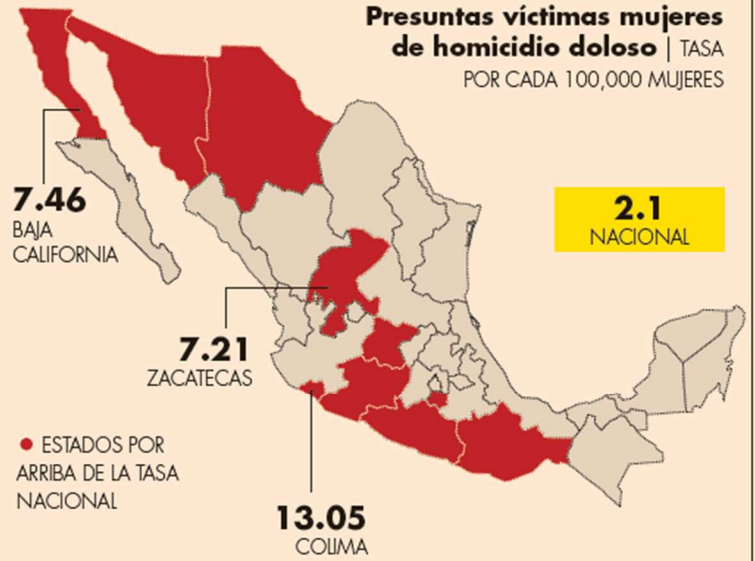 Presuntas víctimas mujeres
de homicidio doloso | TASA
POR CADA 100,000 MUJERES
7.46
BAJA
CALIFORNIA
2.1
NACIONAL
7.21
ZACATECAS
ESTADOS POR
ARRIBA DE LA TASA
NACIONAL
13.05
COLIMA